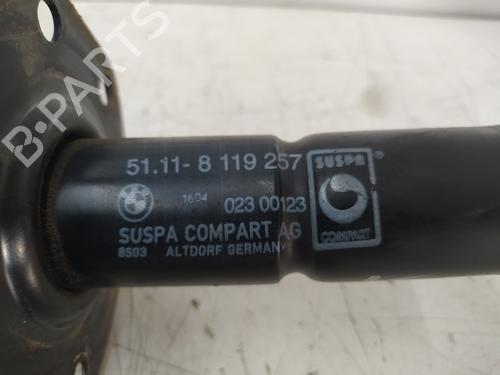 B-PARTS
51.11- 8 119 257
1694 023 00123
SUSPA COMPART AG
8503 ALTDORF GERMANY
SUSPA
COMPART